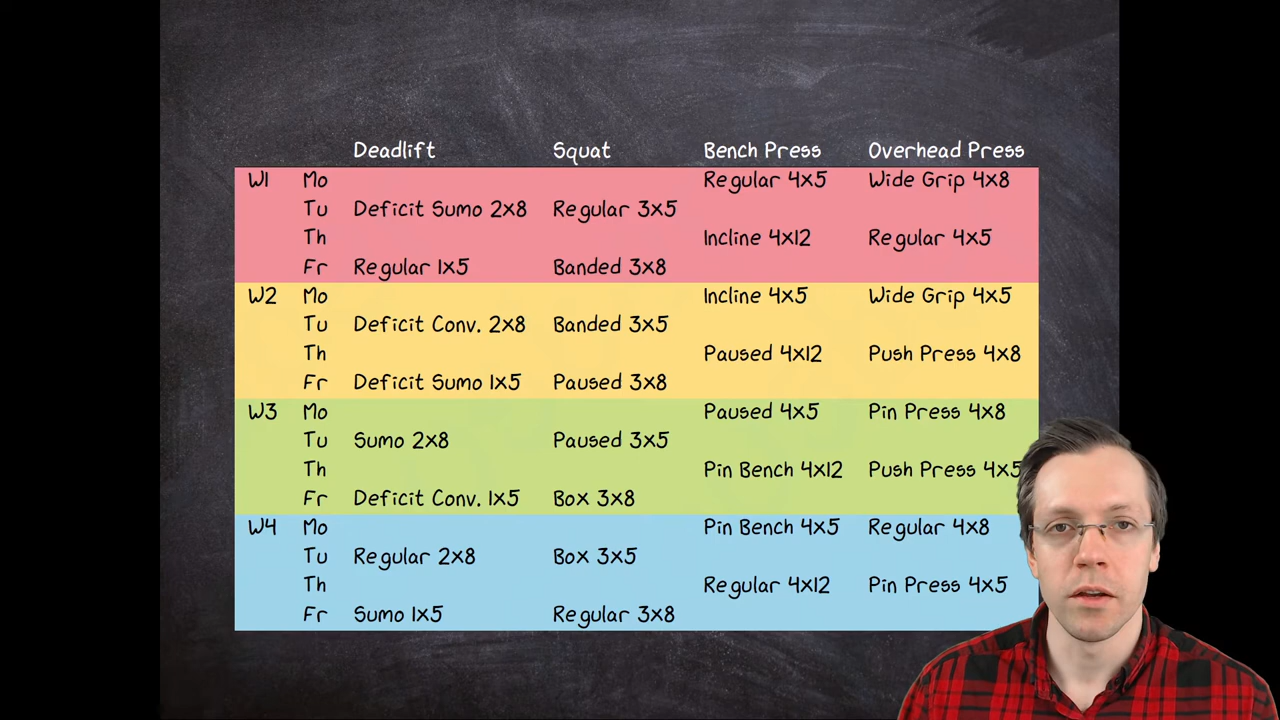 Deadlift Squat Bench Press Overhead Press
W1 Mo Regular 4x5 Wide Grip 4x8
Tu Deficit Sumo 2x8 Regular 3x5
Th Incline 4x12 Regular 4x5
Fr Regular 1x5 Banded 3x8
W2 Mo Incline 4x5 Wide Grip 4x5
Tu Deficit Conv. 2x8 Banded 3x5
Th Paused 4x12 Push Press 4x8
Fr Deficit Sumo 1x5 Paused 3x8
W3 Mo Paused 4x5 Pin Press 4x8
Tu Sumo 2x8 Paused 3x5
Th Pin Bench 4x12 Push Press 4x5
Fr Deficit Conv. 1x5 Box 3x8
W4 Mo Pin Bench 4x5 Regular 4x8
Tu Regular 2x8 Box 3x5
Th Regular 4x12 Pin Press 4x5
Fr Sumo 1x5 Regular 3x8